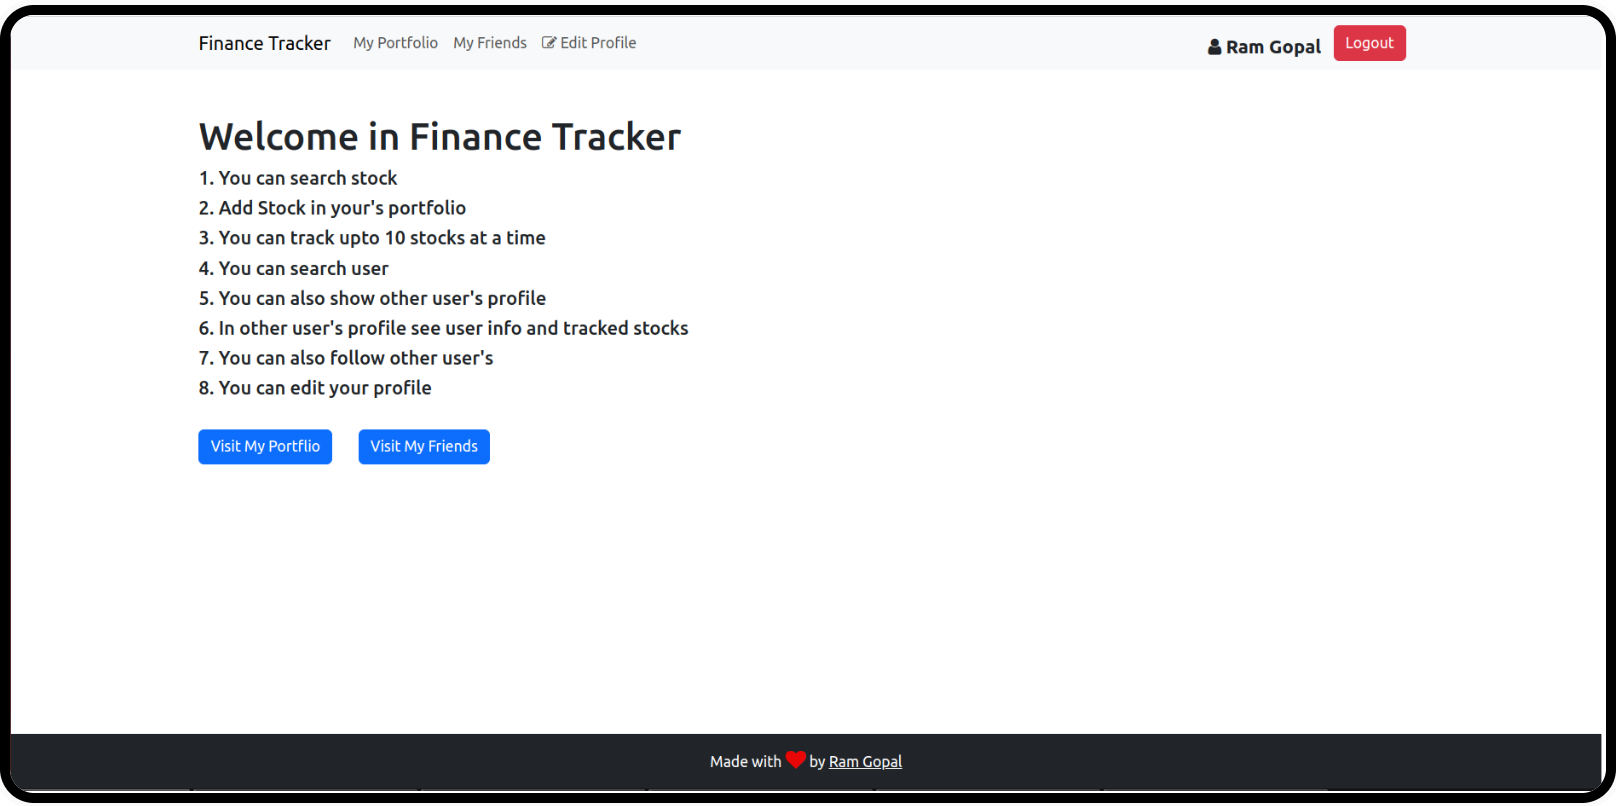 Finance Tracker My Portfolio My Friends Edit Profile Ram Gopal Logout
Welcome in Finance Tracker
1. You can search stock
2. Add Stock in your's portfolio
3. You can track upto 10 stocks at a time
4. You can search user
5. You can also show other user's profile
6. In other user's profile see user info and tracked stocks
7. You can also follow other user's
8. You can edit your profile
Visit My Portflio Visit My Friends
Made with by Ram Gopal